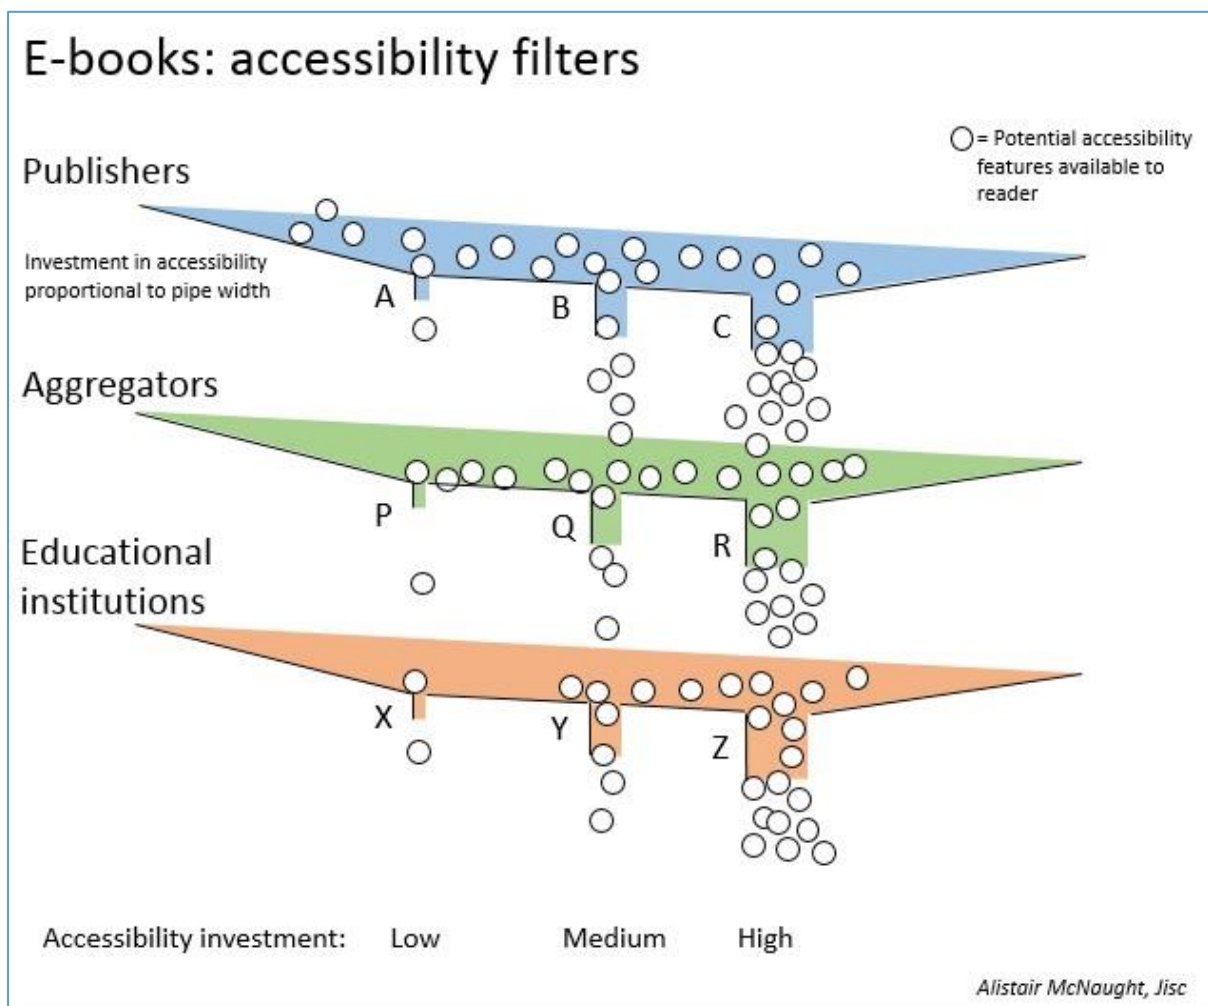 E-books: accessibility filters
= Potential accessibility
features available to
reader
Publishers
Investment in accessibility
proportional to pipe width
A
B
C
Aggregators
P
Q
R
Educational
institutions
X
Y
Z
Accessibility investment: Low Medium High
Alistair McNaught, Jisc